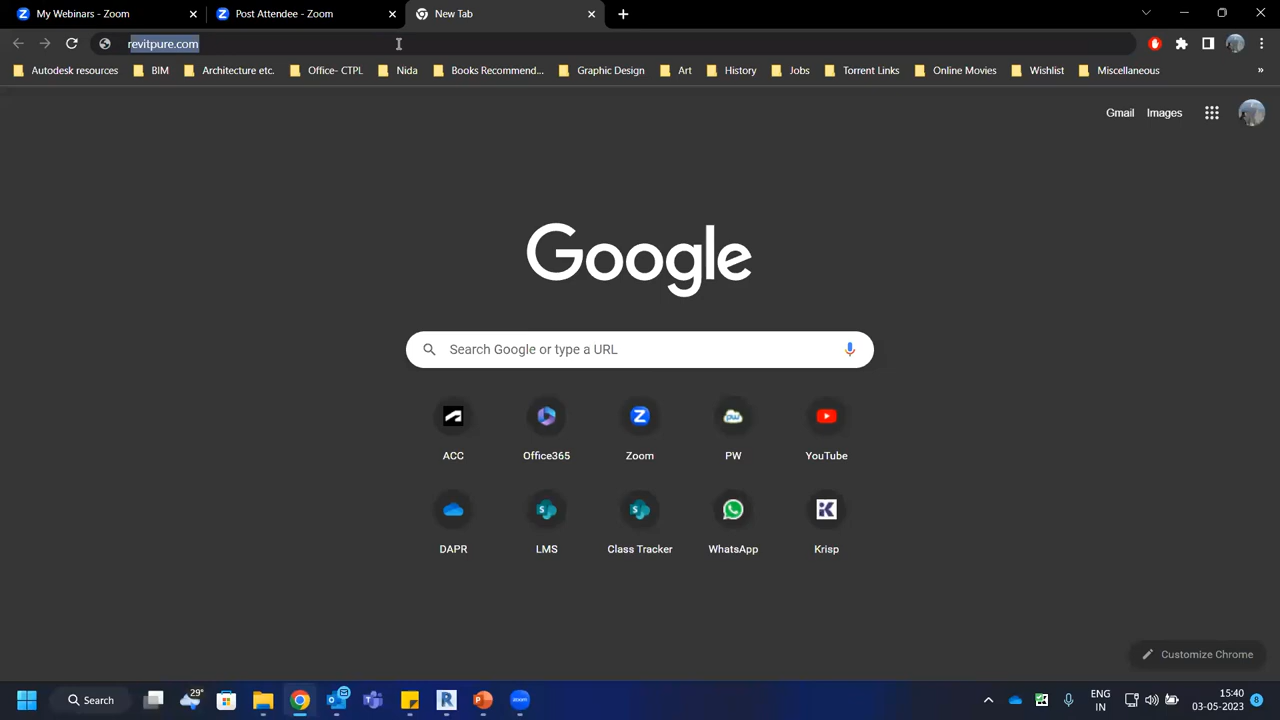 My Webinars - Zoom
Post Attendee - Zoom
New Tab
revitpure.com
Autodesk resources
BIM
Architecture etc.
Office- CTPL
Nida
Books Recommend...
Graphic Design
Art
History
Jobs
Torrent Links
Online Movies
Wishlist
Miscellaneous
»
Gmail
Images
Google
Search Google or type a URL
ACC
Office365
Zoom
PW
YouTube
DAPR
LMS
Class Tracker
WhatsApp
Krisp
Customize Chrome
Search
29°
zoom
ENG
IN
15:40
03-05-2023
8